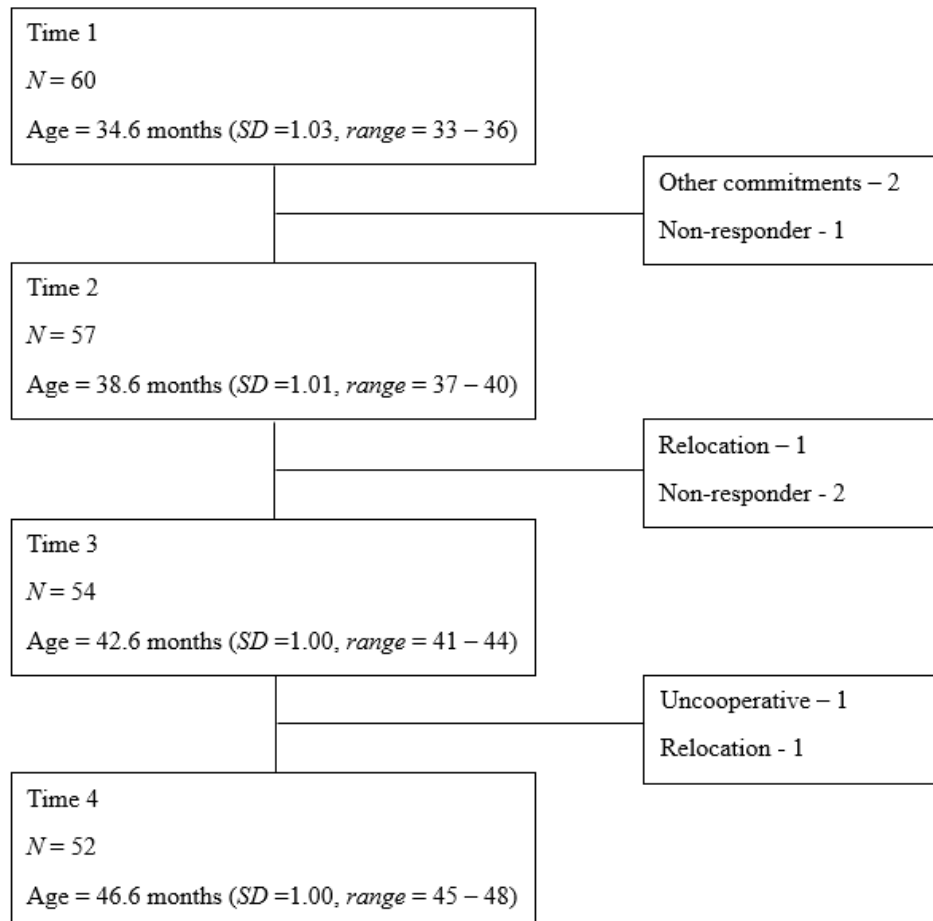 Time 1
N = 60
Age = 34.6 months (SD =1.03, range = 33 – 36)
Other commitments – 2
Non-responder - 1
Time 2
N = 57
Age = 38.6 months (SD =1.01, range = 37 – 40)
Relocation – 1
Non-responder - 2
Time 3
N = 54
Age = 42.6 months (SD =1.00, range = 41 – 44)
Uncooperative – 1
Relocation - 1
Time 4
N = 52
Age = 46.6 months (SD =1.00, range = 45 – 48)